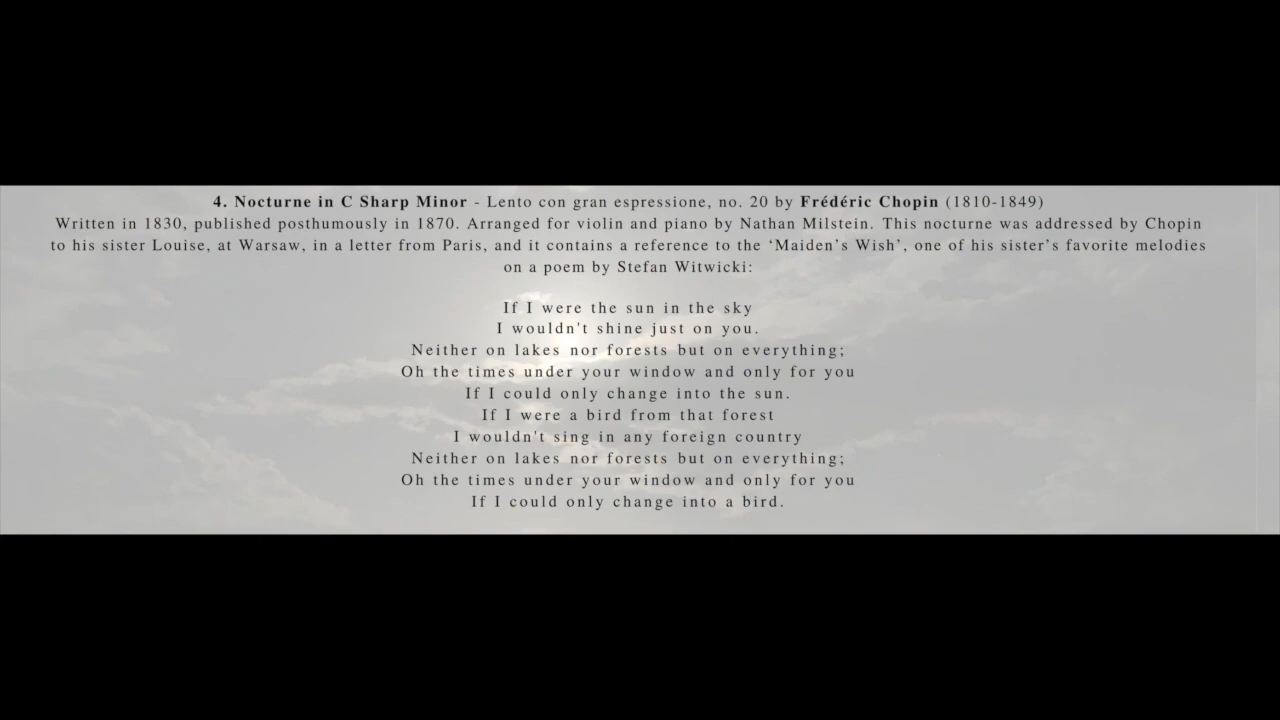 4. Nocturne in C Sharp Minor - Lento con gran espressione, no. 20 by Frédéric Chopin (1810-1849)
Written in 1830, published posthumously in 1870. Arranged for violin and piano by Nathan Milstein. This nocturne was addressed by Chopin
to his sister Louise, at Warsaw, in a letter from Paris, and it contains a reference to the ‘Maiden’s Wish’, one of his sister’s favorite melodies
on a poem by Stefan Witwicki:
If I were the sun in the sky
I wouldn't shine just on you.
Neither on lakes nor forests but on everything;
Oh the times under your window and only for you
If I could only change into the sun.
If I were a bird from that forest
I wouldn't sing in any foreign country
Neither on lakes nor forests but on everything;
Oh the times under your window and only for you
If I could only change into a bird.